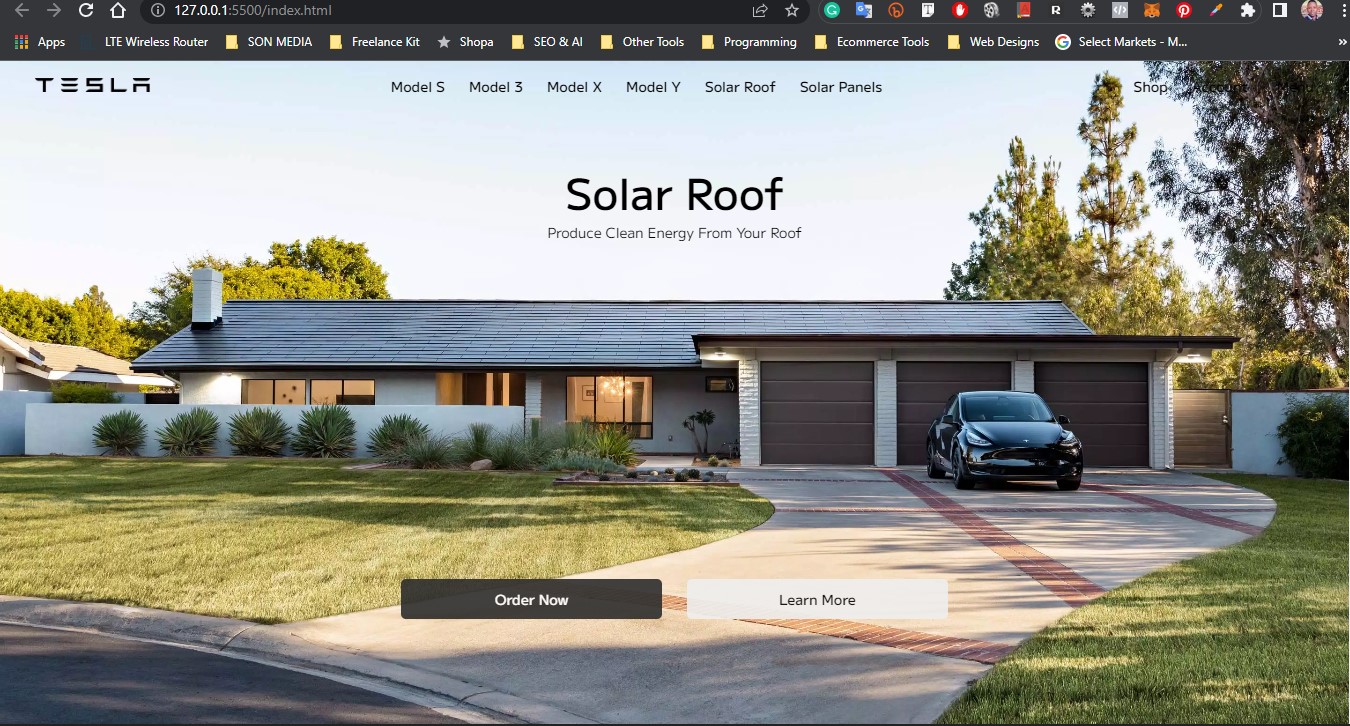 127.0.0.1:5500/index.html
Apps LTE Wireless Router SON MEDIA Freelance Kit Shopa SEO & AI Other Tools Programming Ecommerce Tools Web Designs Select Markets - M... »
TESLA Model S Model 3 Model X Model Y Solar Roof Solar Panels Shop Account Menu
Solar Roof
Produce Clean Energy From Your Roof
Order Now Learn More